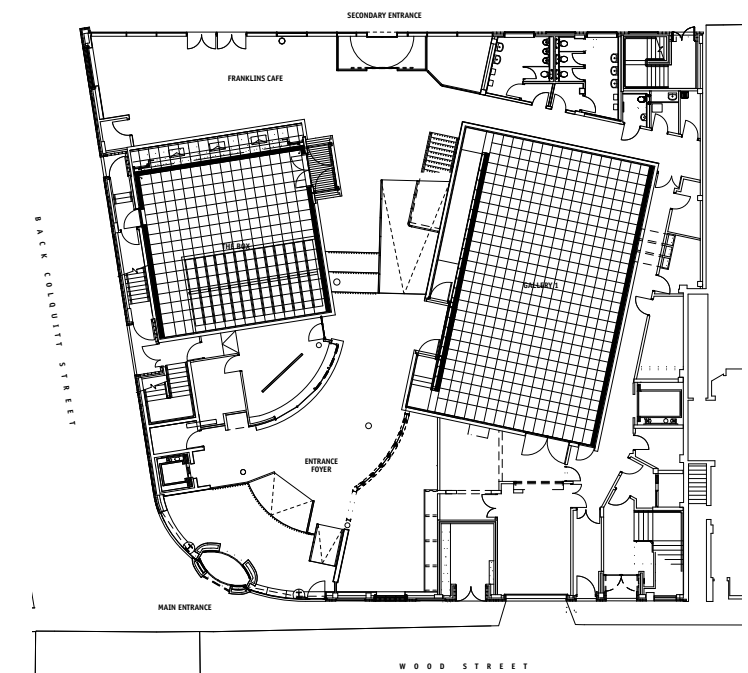 SECONDARY ENTRANCE
FRANKLINS CAFE
THE BOX
GALLERY 1
BACK COLQUITT STREET
ENTRANCE
FOYER
MAIN ENTRANCE
WOOD STREET